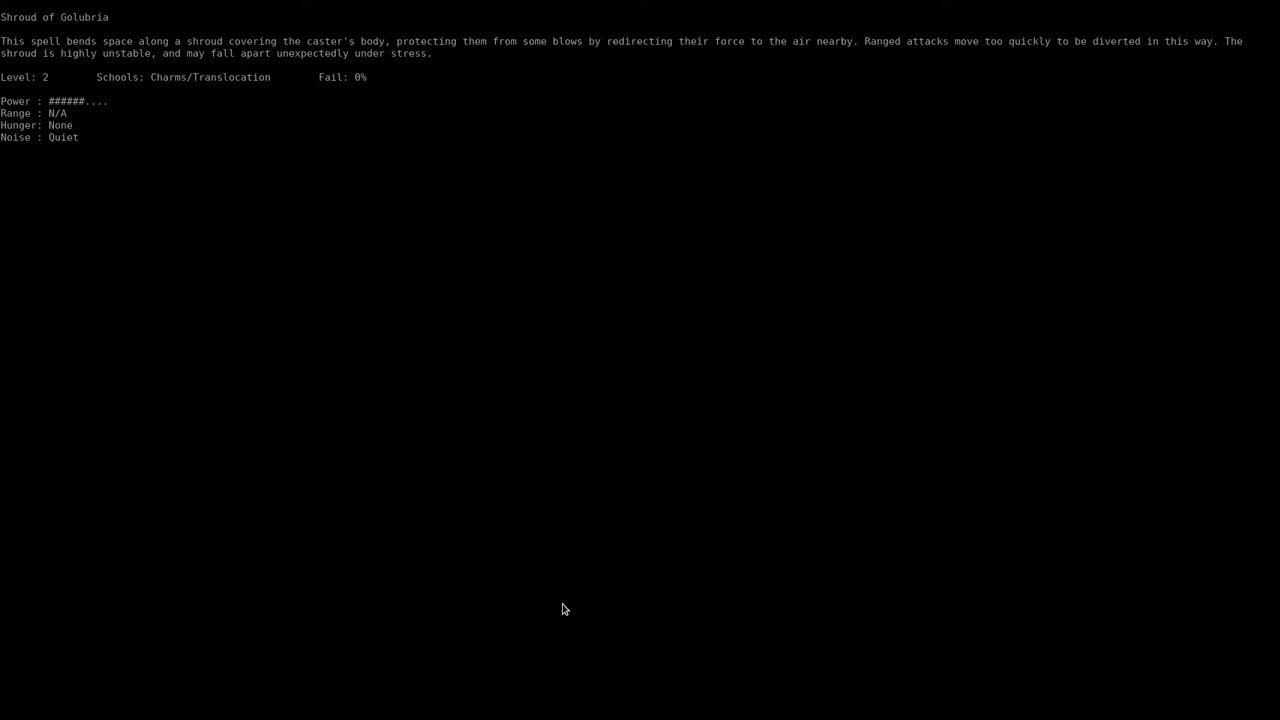 Shroud of Golubria
This spell bends space along a shroud covering the caster's body, protecting them from some blows by redirecting their force to the air nearby. Ranged attacks move too quickly to be diverted in this way. The
shroud is highly unstable, and may fall apart unexpectedly under stress.
Level: 2        Schools: Charms/Translocation        Fail: 0%
Power : ######....
Range : N/A
Hunger: None
Noise : Quiet